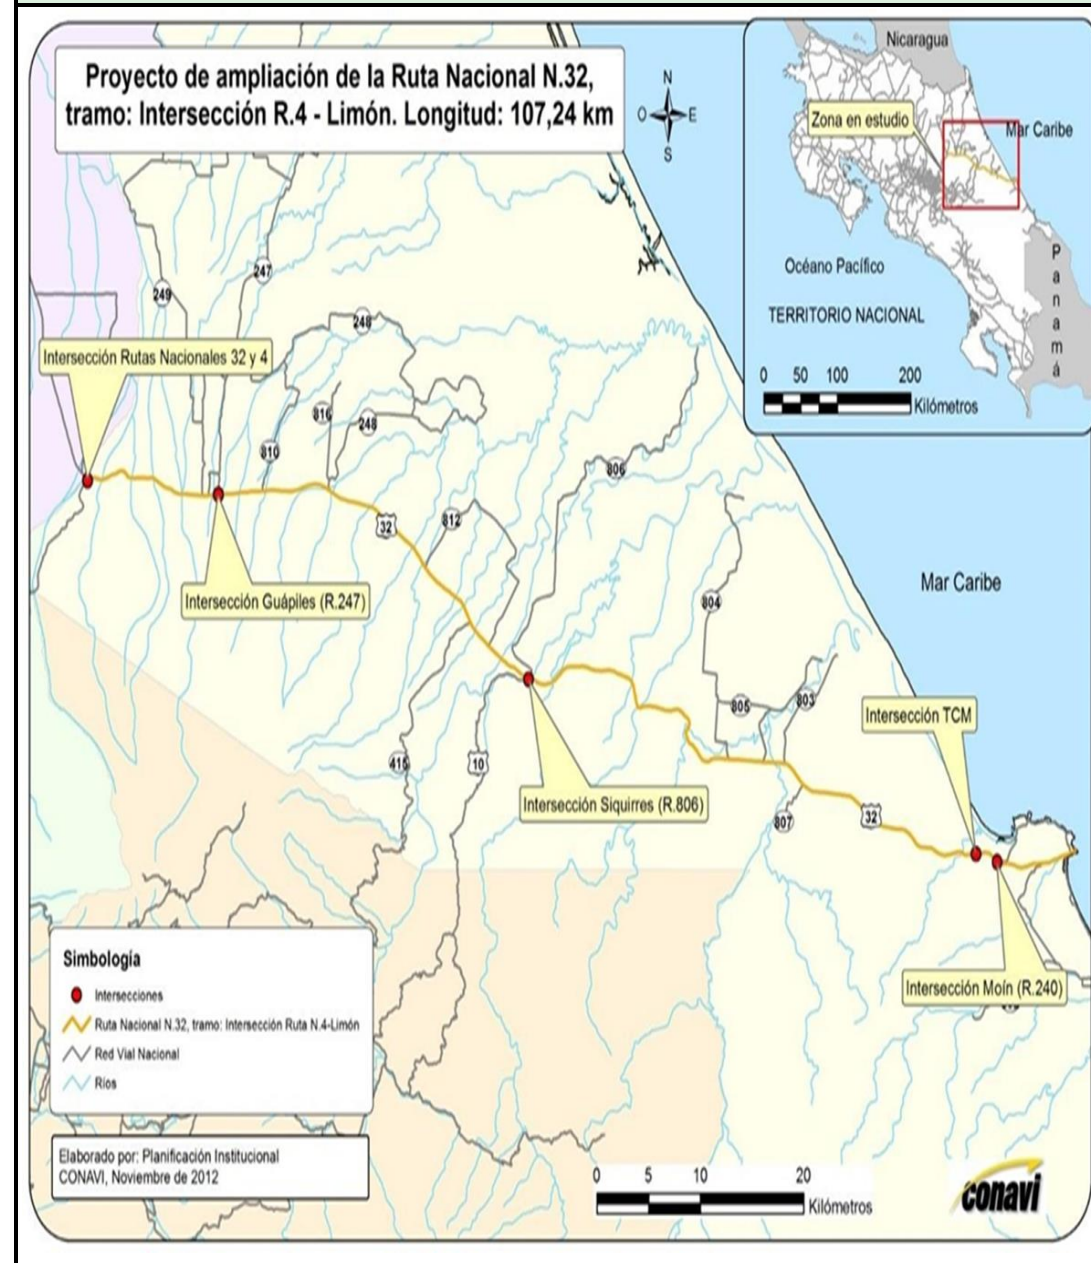 Proyecto de ampliación de la Ruta Nacional N.32,
tramo: Intersección R.4 - Limón. Longitud: 107,24 km
N
O
E
S
Nicaragua
Zona en estudio
Mar Caribe
Océano Pacífico
TERRITORIO NACIONAL
Panamá
0 50 100 200
Kilómetros
247
249
248
Intersección Rutas Nacionales 32 y 4
816
248
810
806
32
812
Intersección Guápiles (R.247)
Mar Caribe
804
805
803
Intersección TCM
415
10
Intersección Siquirres (R.806)
807
32
Intersección Moín (R.240)
Simbología
Intersecciones
Ruta Nacional N.32, tramo: Intersección Ruta N.4-Limón
Red Vial Nacional
Ríos
Elaborado por: Planificación Institucional
CONAVI, Noviembre de 2012
0 5 10 20
Kilómetros
conavi